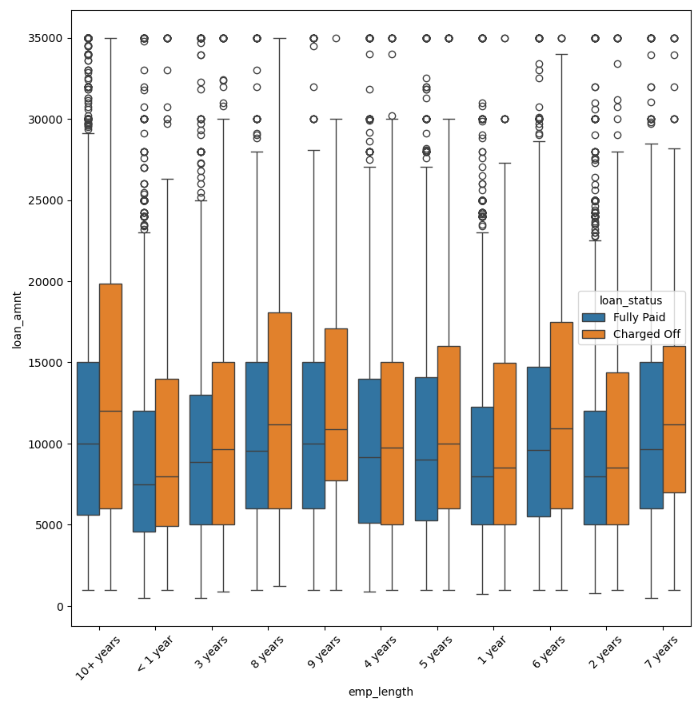 35000
30000
25000
20000
15000
10000
5000
0
loan_amnt
loan_status
Fully Paid
Charged Off
10+ years
< 1 year
3 years
8 years
9 years
4 years
5 years
1 year
6 years
2 years
7 years
emp_length